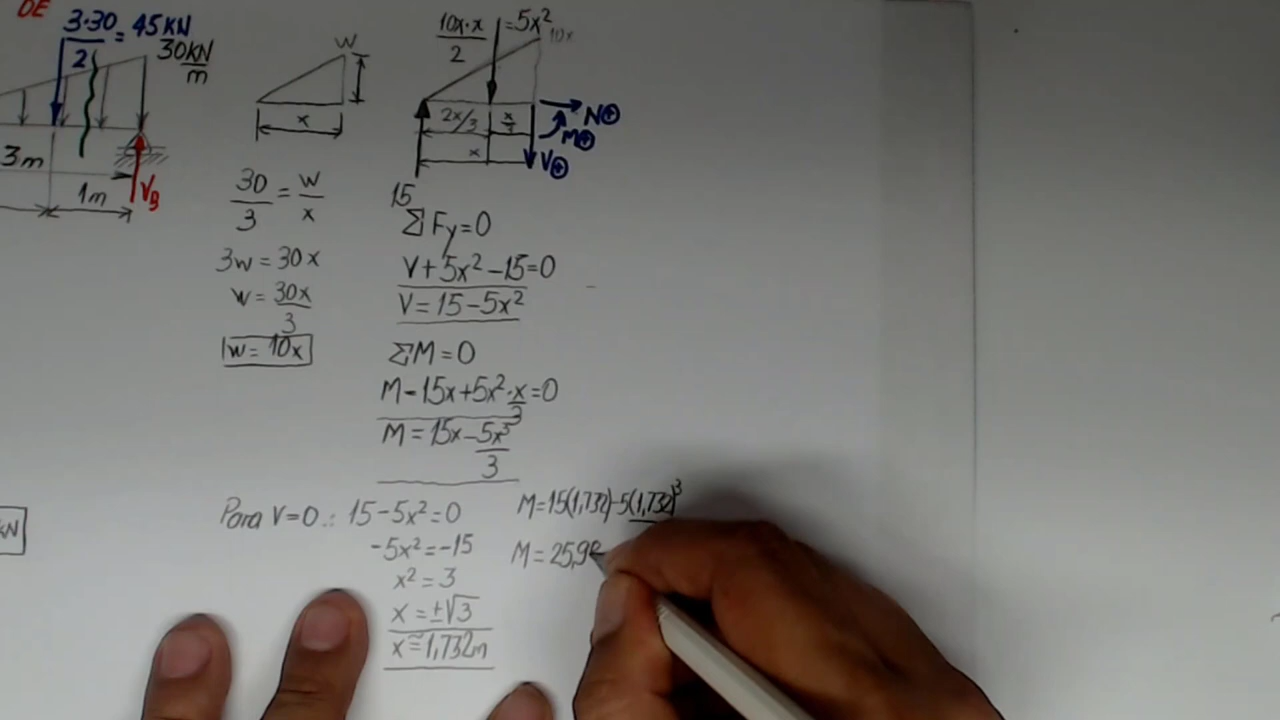 DE
3·30/2 = 45 KN
30 KN/m
3m
1m
VB
KN
w
x
30/3 = w/x
3w = 30x
w = 30x/3
w = 10x
10x·x/2 = 5x²
10x
2x/3
x
N⊕
M⊕
V⊕
15
ΣFy=0
V+5x²-15=0
V=15-5x²
ΣM=0
M-15x+5x²·x/3=0
M=15x-5x³/3
Para V=0 ∴ 15-5x²=0
-5x²=-15
x²=3
x=±√3
x≅1,732m
M=15(1,732)-5(1,732)³
M=25,98